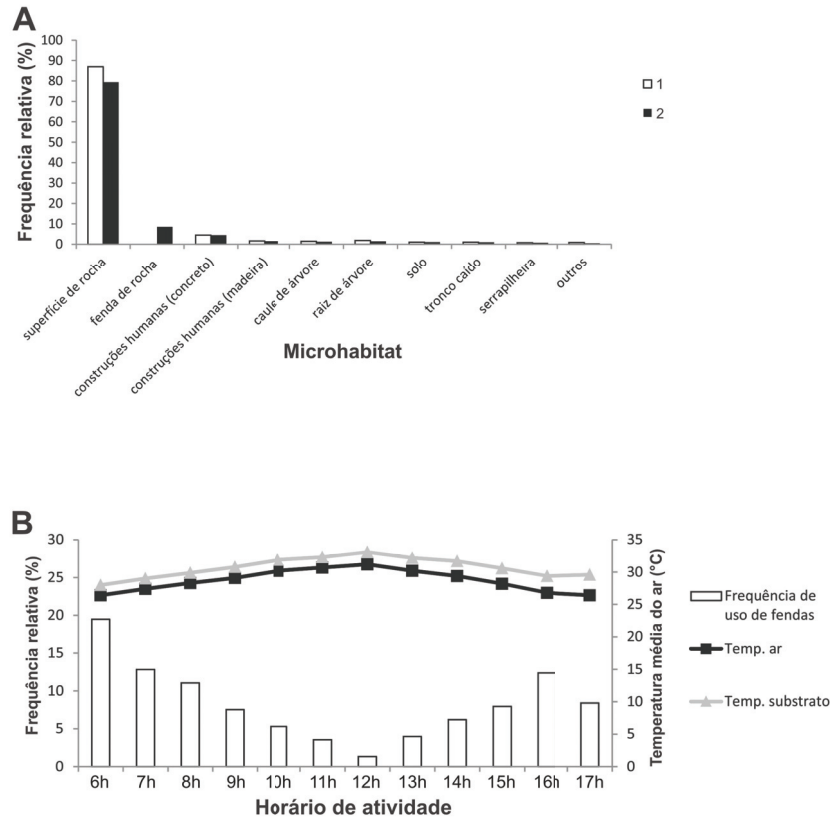 A
100
90
80
70
60
50
40
30
20
10
0
Frequência relativa (%)
1
2
superfície de rocha
fenda de rocha
construções humanas (concreto)
construções humanas (madeira)
caule de árvore
raiz de árvore
solo
tronco caído
serrapilheira
outros
Microhabitat
B
30
25
20
15
10
5
0
Frequência relativa (%)
35
30
25
20
15
10
5
0
Temperatura média do ar (°C)
6h 7h 8h 9h 10h 11h 12h 13h 14h 15h 16h 17h
Horário de atividade
Frequência de
uso de fendas
Temp. ar
Temp. substrato